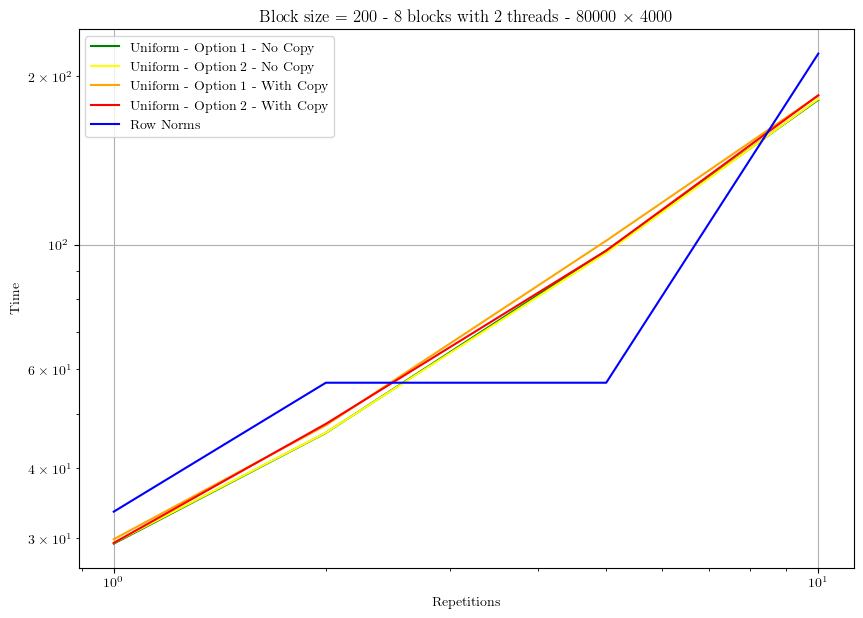 Block size = 200 - 8 blocks with 2 threads - 80000 × 4000
Uniform - Option 1 - No Copy
Uniform - Option 2 - No Copy
Uniform - Option 1 - With Copy
Uniform - Option 2 - With Copy
Row Norms
2 × 10²
10²
6 × 10¹
4 × 10¹
3 × 10¹
Time
10⁰
10¹
Repetitions